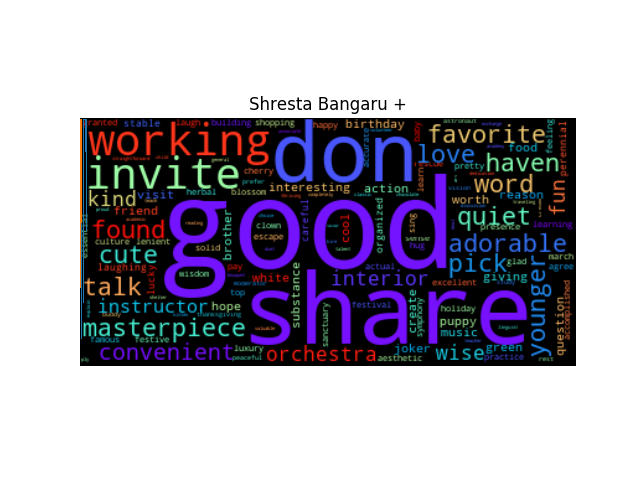 Shresta Bangaru +
granted stable laugh building shopping happy birthday astronaut
working don favorite
accurate baby feeling perennial
invite love haven
cherry prefer interesting action learn pretty food
kind visit herbal blossom word fun
friend worth reason
found good quiet
brother careful cool organized sing presence learning
culture lenient solid clown escape hug adorable
cute
laughing lucky wisdom pay white actual pick glad march agree
talk top substance interior excellent giving
instructor hope share create symphony holiday younger accomplished
sanctuary festival puppy
masterpiece music question
famous festive
convenient luxury orchestra joker wise green
peaceful aesthetic practice rest
essential
thanksgiving
valuable